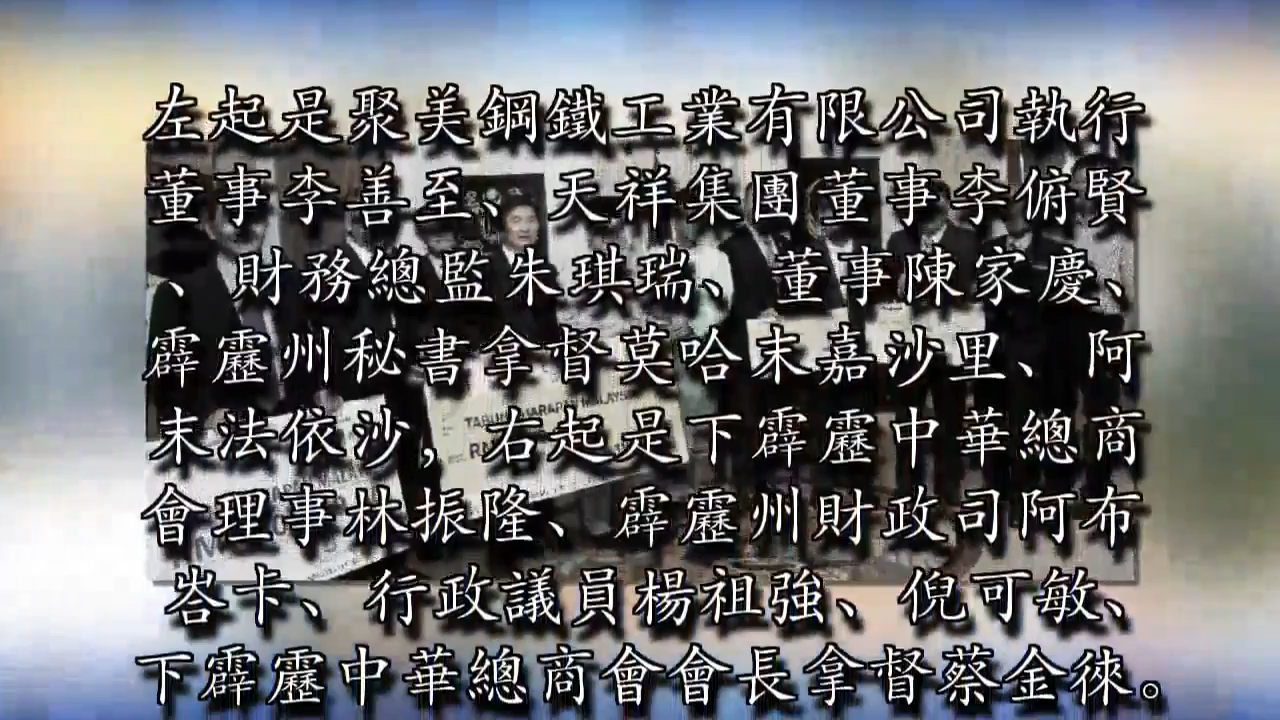 左起是聚美鋼鐵工業有限公司執行
董事李善至、天祥集團董事李俯賢
、財務總監朱琪瑞、董事陳家慶、
霹靂州秘書拿督莫哈末嘉沙里、阿
末法依沙，右起是下霹靂中華總商
會理事林振隆、霹靂州財政司阿布
峇卡、行政議員楊祖強、倪可敏、
下霹靂中華總商會會長拿督蔡金徠。
TABUNG HARAPAN MALAYS